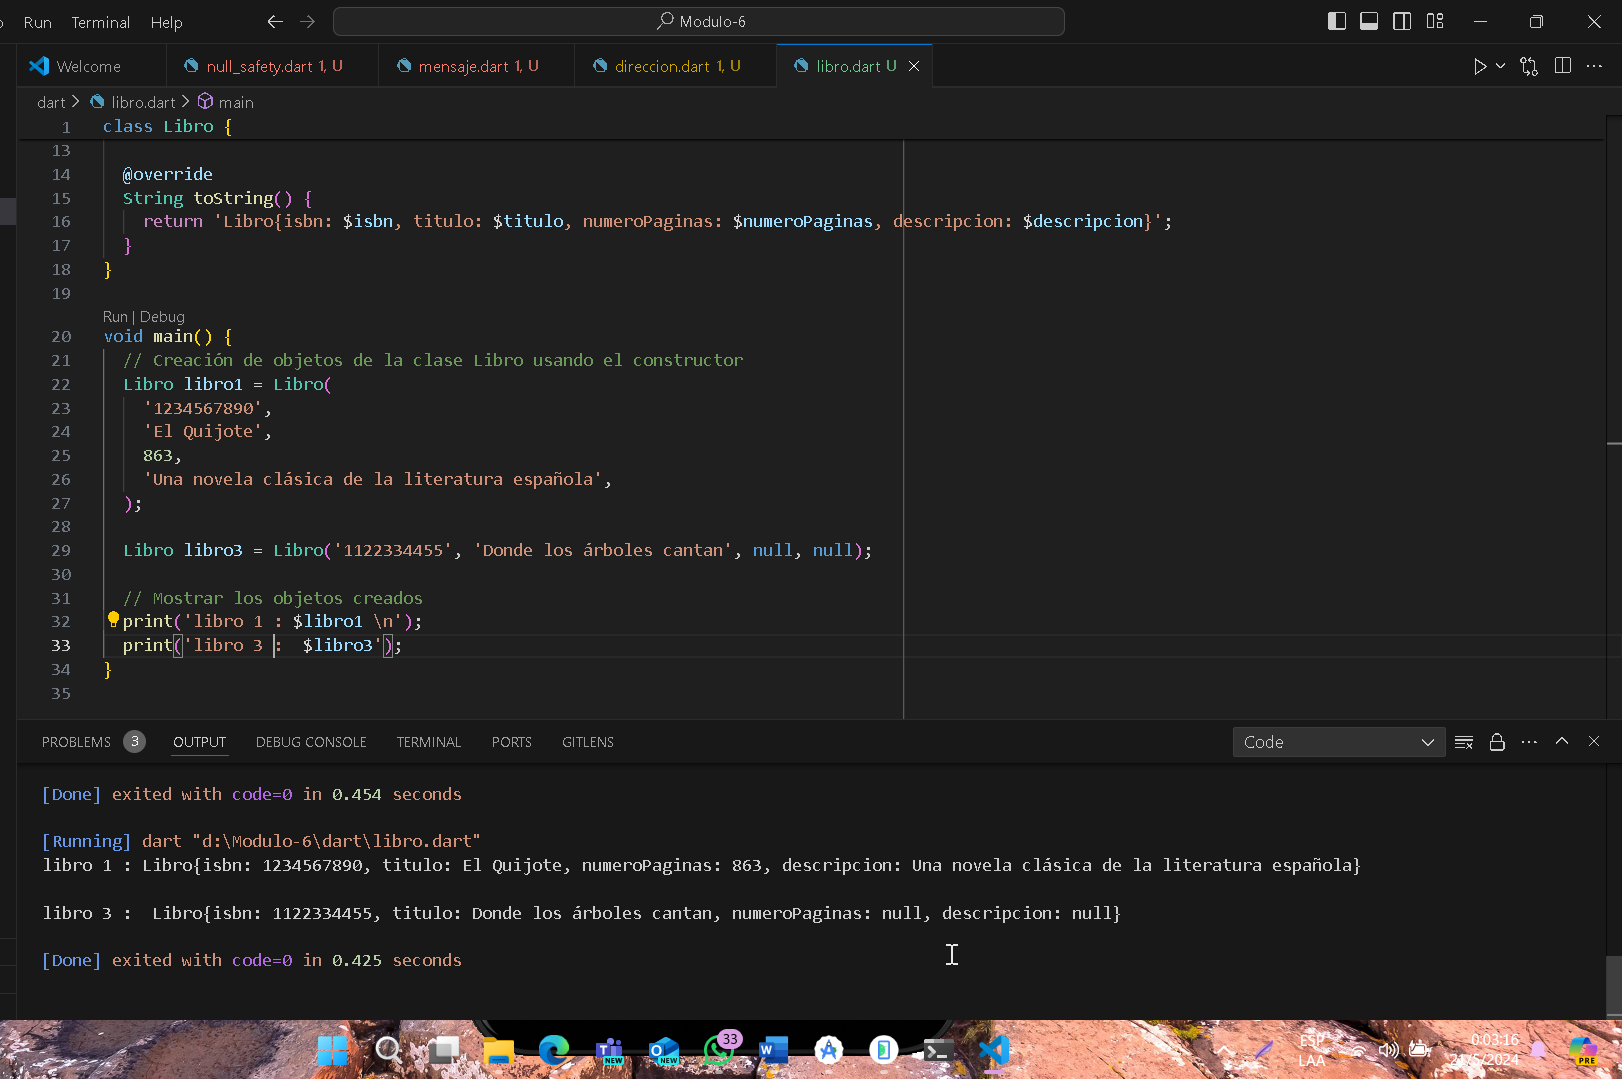 Run Terminal Help Modulo-6
Welcome null_safety.dart 1, U mensaje.dart 1, U direccion.dart 1, U libro.dart U
dart > libro.dart > main
1 class Libro {
13
14 @override
15 String toString() {
16 return 'Libro{isbn: $isbn, titulo: $titulo, numeroPaginas: $numeroPaginas, descripcion: $descripcion}';
17 }
18 }
19
Run | Debug
20 void main() {
21 // Creación de objetos de la clase Libro usando el constructor
22 Libro libro1 = Libro(
23 '1234567890',
24 'El Quijote',
25 863,
26 'Una novela clásica de la literatura española',
27 );
28
29 Libro libro3 = Libro('1122334455', 'Donde los árboles cantan', null, null);
30
31 // Mostrar los objetos creados
32 print('libro 1 : $libro1 \n');
33 print('libro 3 :  $libro3');
34 }
35
PROBLEMS 3 OUTPUT DEBUG CONSOLE TERMINAL PORTS GITLENS Code
[Done] exited with code=0 in 0.454 seconds
[Running] dart "d:\Modulo-6\dart\libro.dart"
libro 1 : Libro{isbn: 1234567890, titulo: El Quijote, numeroPaginas: 863, descripcion: Una novela clásica de la literatura española}
libro 3 :  Libro{isbn: 1122334455, titulo: Donde los árboles cantan, numeroPaginas: null, descripcion: null}
[Done] exited with code=0 in 0.425 seconds
NEW NEW 33 W ESP 0:03:16
LAA 21/5/2024 PRE